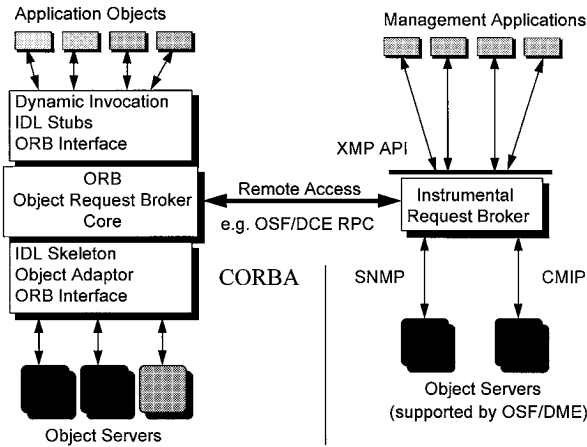 Application Objects
Management Applications
Dynamic Invocation
IDL Stubs
ORB Interface
XMP API
ORB
Object Request Broker
Core
Remote Access
e.g. OSF/DCE RPC
Instrumental
Request Broker
IDL Skeleton
Object Adaptor
ORB Interface
CORBA
SNMP
CMIP
Object Servers
Object Servers
(supported by OSF/DME)